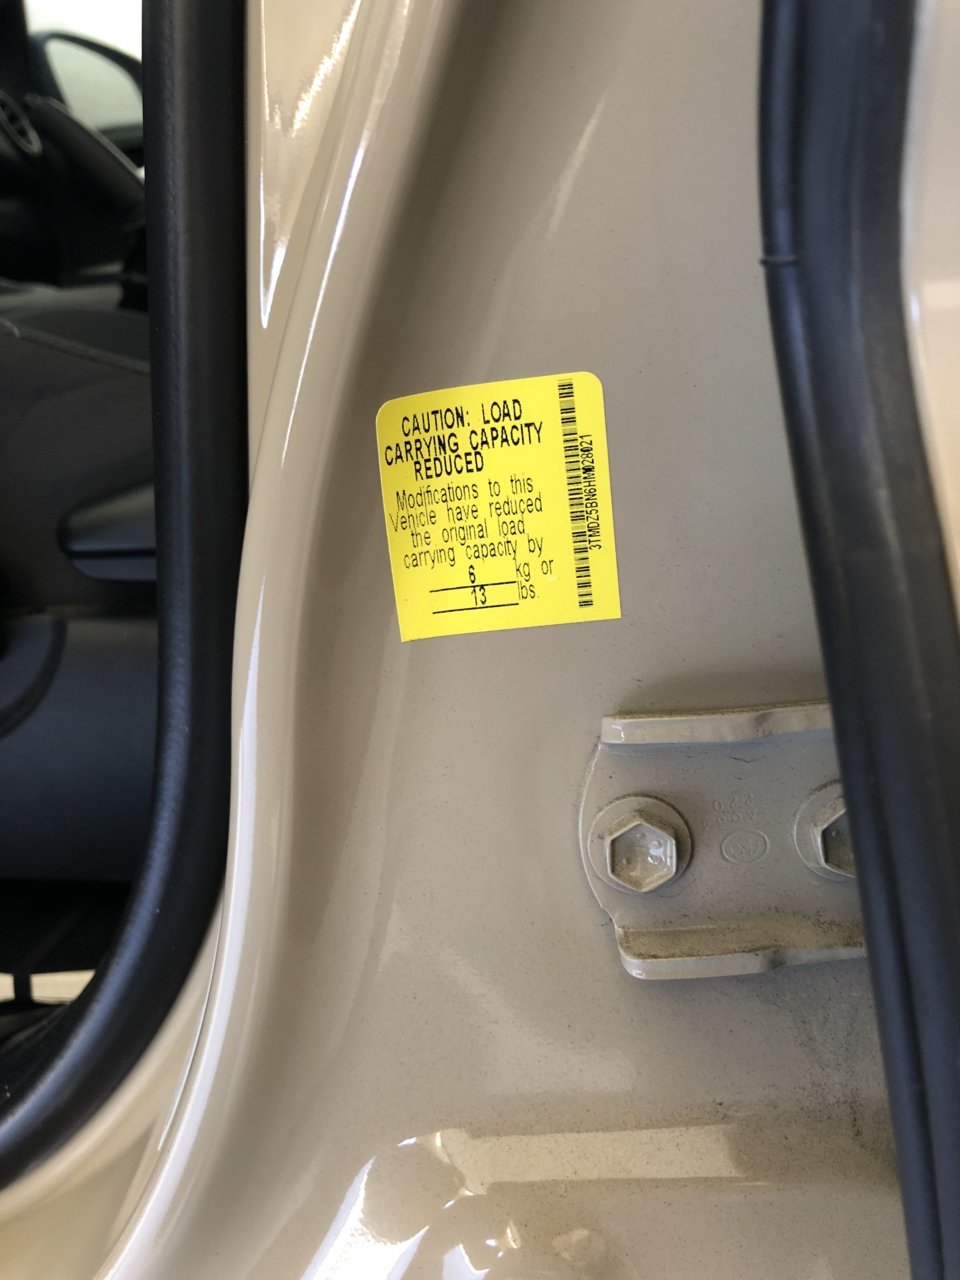 CAUTION: LOAD
CARRYING CAPACITY
REDUCED
Modifications to this
Vehicle have reduced
the original load
carrying capacity by
6 kg or
13 lbs.
3TMDZ5BN6HM028021